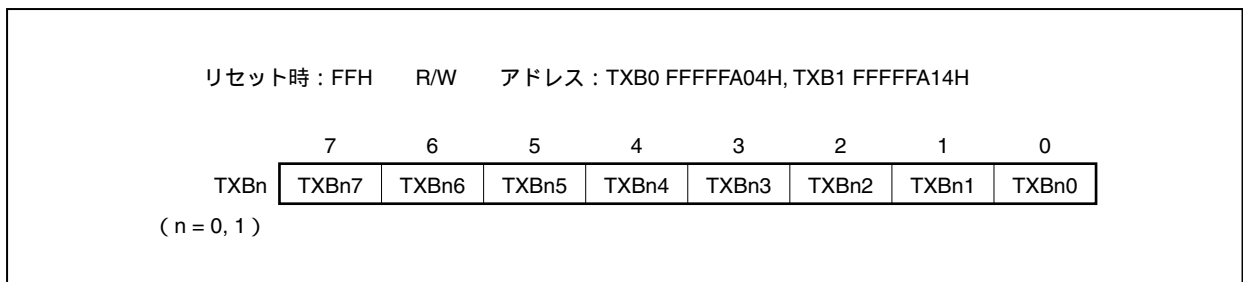 リセット時：FFH R/W アドレス：TXB0 FFFFFA04H, TXB1 FFFFFA14H
7 6 5 4 3 2 1 0
TXBn TXBn7 TXBn6 TXBn5 TXBn4 TXBn3 TXBn2 TXBn1 TXBn0
（n = 0, 1）